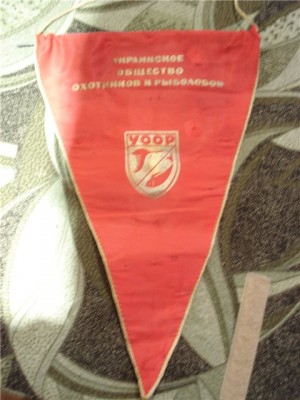 УКРАИНСКОЕ
ОБЩЕСТВО
ОХОТНИКОВ И РЫБОЛОВОВ
УООР